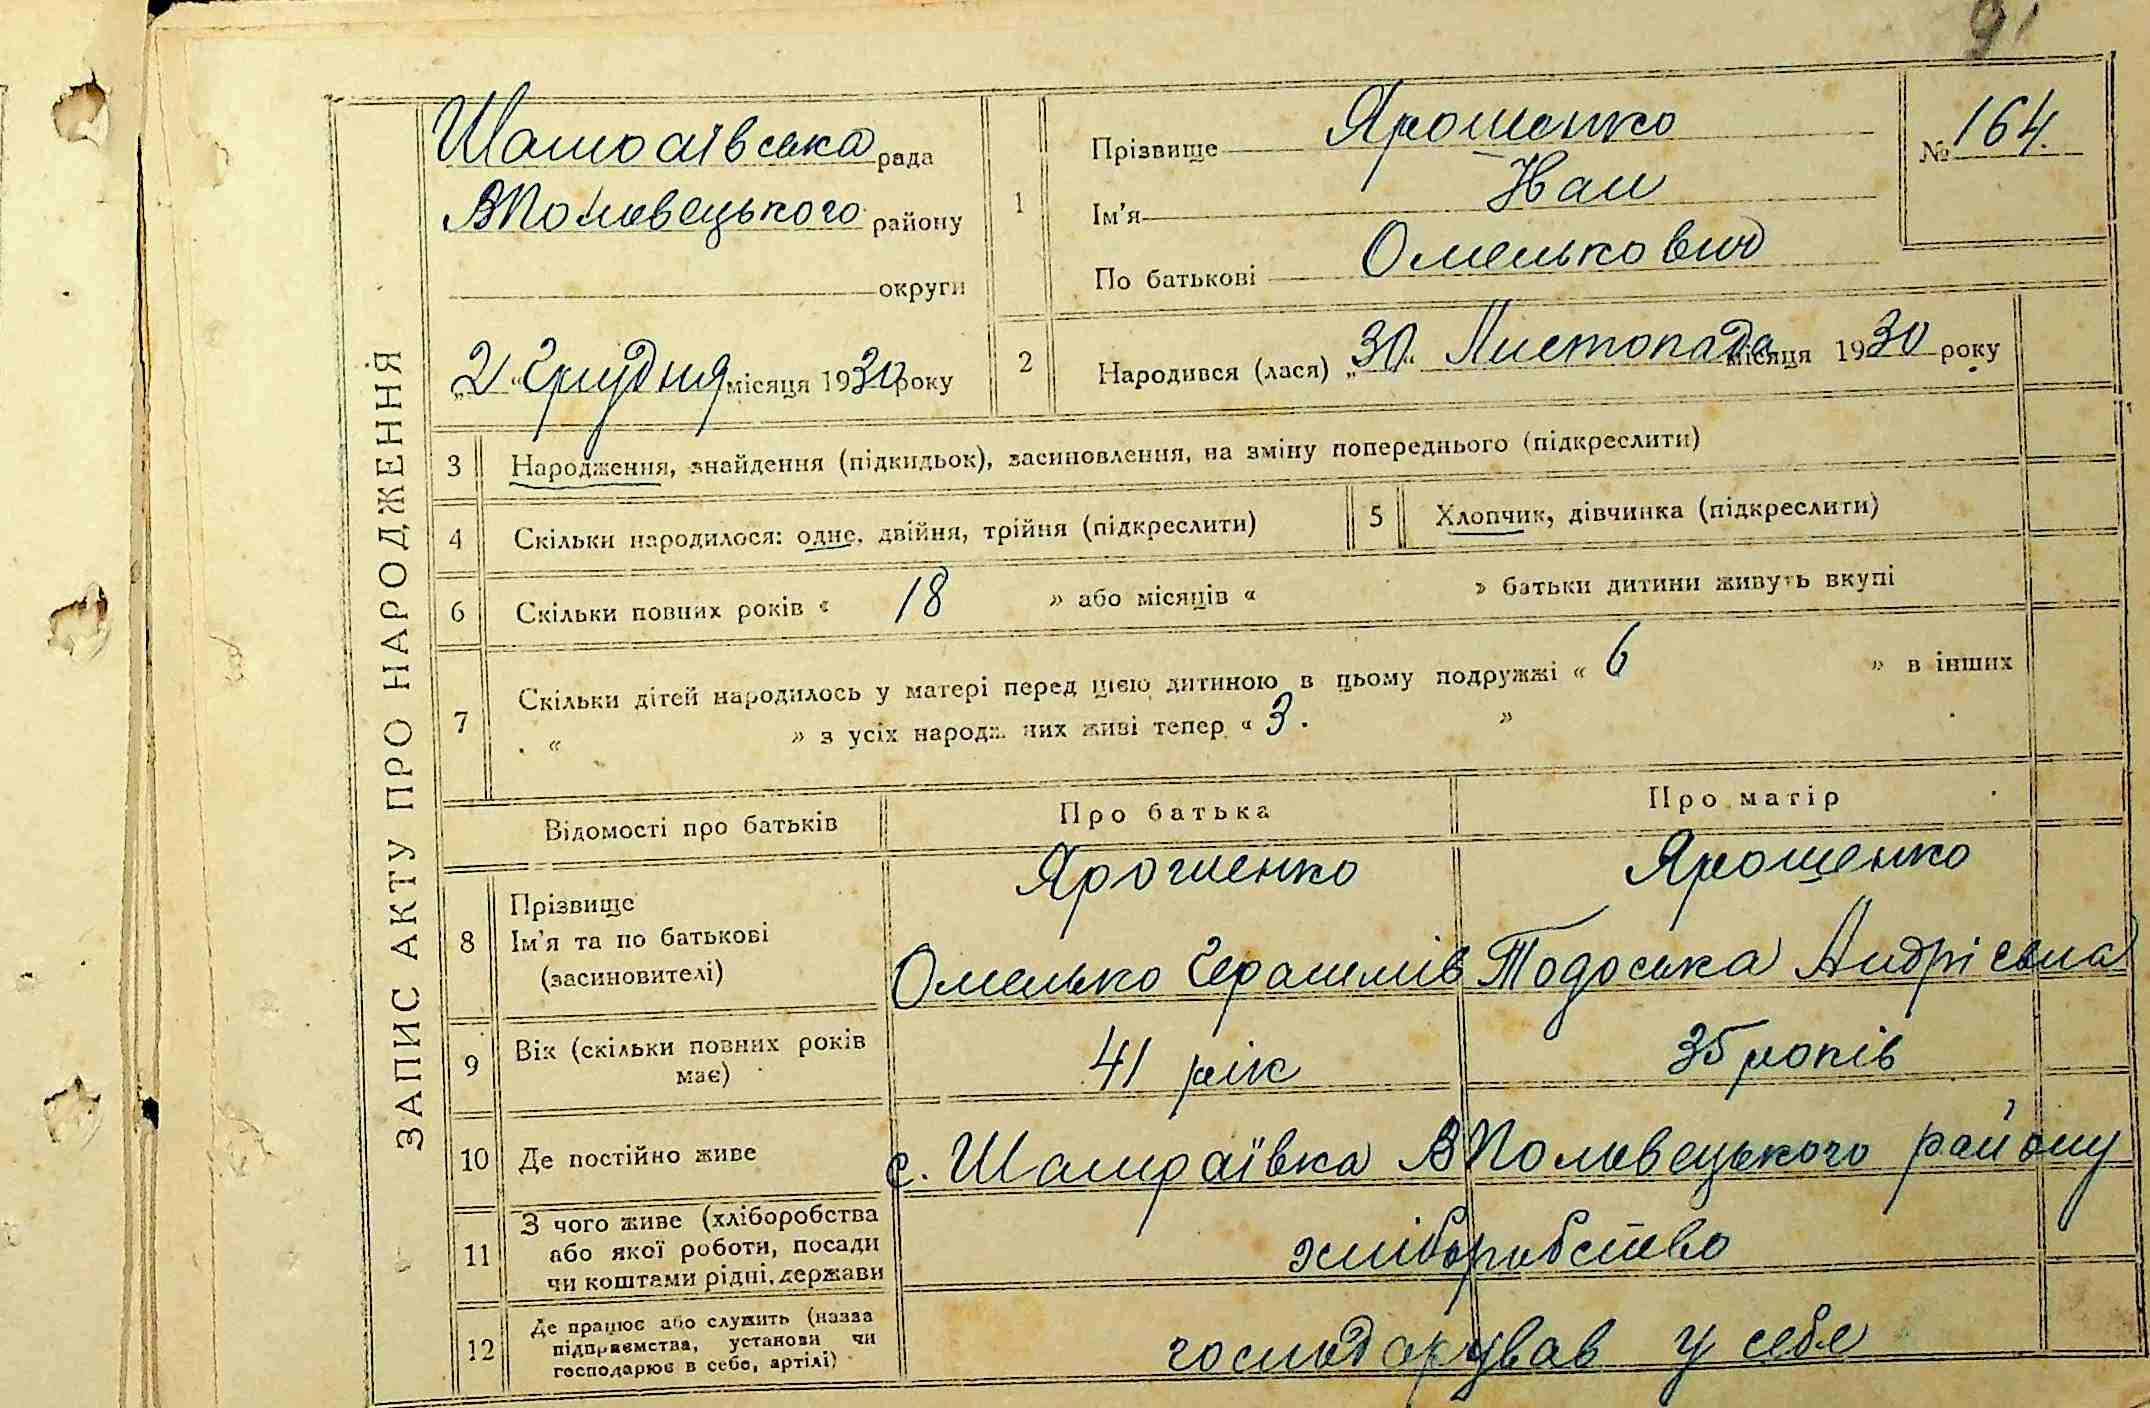 91
ЗАПИС АКТУ ПРО НАРОДЖЕННЯ
Шамраївська рада
ВПоловецького району
округи
„2“ Грудня місяця 1930 року
1
Прізвище Ярошенко
Ім’я Иван
По батькові Омелькович
№ 164.
2
Народився (лася) „30“ Листопада місяця 1930 року
3 Народження, знайдення (підкидьок), засиновлення, на зміну попереднього (підкреслити)
4 Скільки народилося: одне, двійня, трійня (підкреслити)
5 Хлопчик, дівчинка (підкреслити)
6 Скільки повних років « 18 » або місяців « » батьки дитини живуть вкупі
7 Скільки дітей народилось у матері перед цією дитиною в цьому подружжі « 6 » в інших
« » з усіх народж них живі тепер « 3. »
Відомості про батьків
Про батька
Про матір
8
Прізвище
Ім’я та по батькові
(засиновителі)
Ярошенко
Омелько Герасимів
Ярошенко
Тодоська Андріевна
9
Вік (скільки повних років
має)
41 рік
35 років
10 Де постійно живе
с. Шамраївка ВПоловецького району
11
З чого живе (хліборобства
або якої роботи, посади
чи коштами рідні, держави
хліборобство
12
Де працює або служить (назва
підприємства, установи чи
господарює в себе, артілі)
господарував у себе